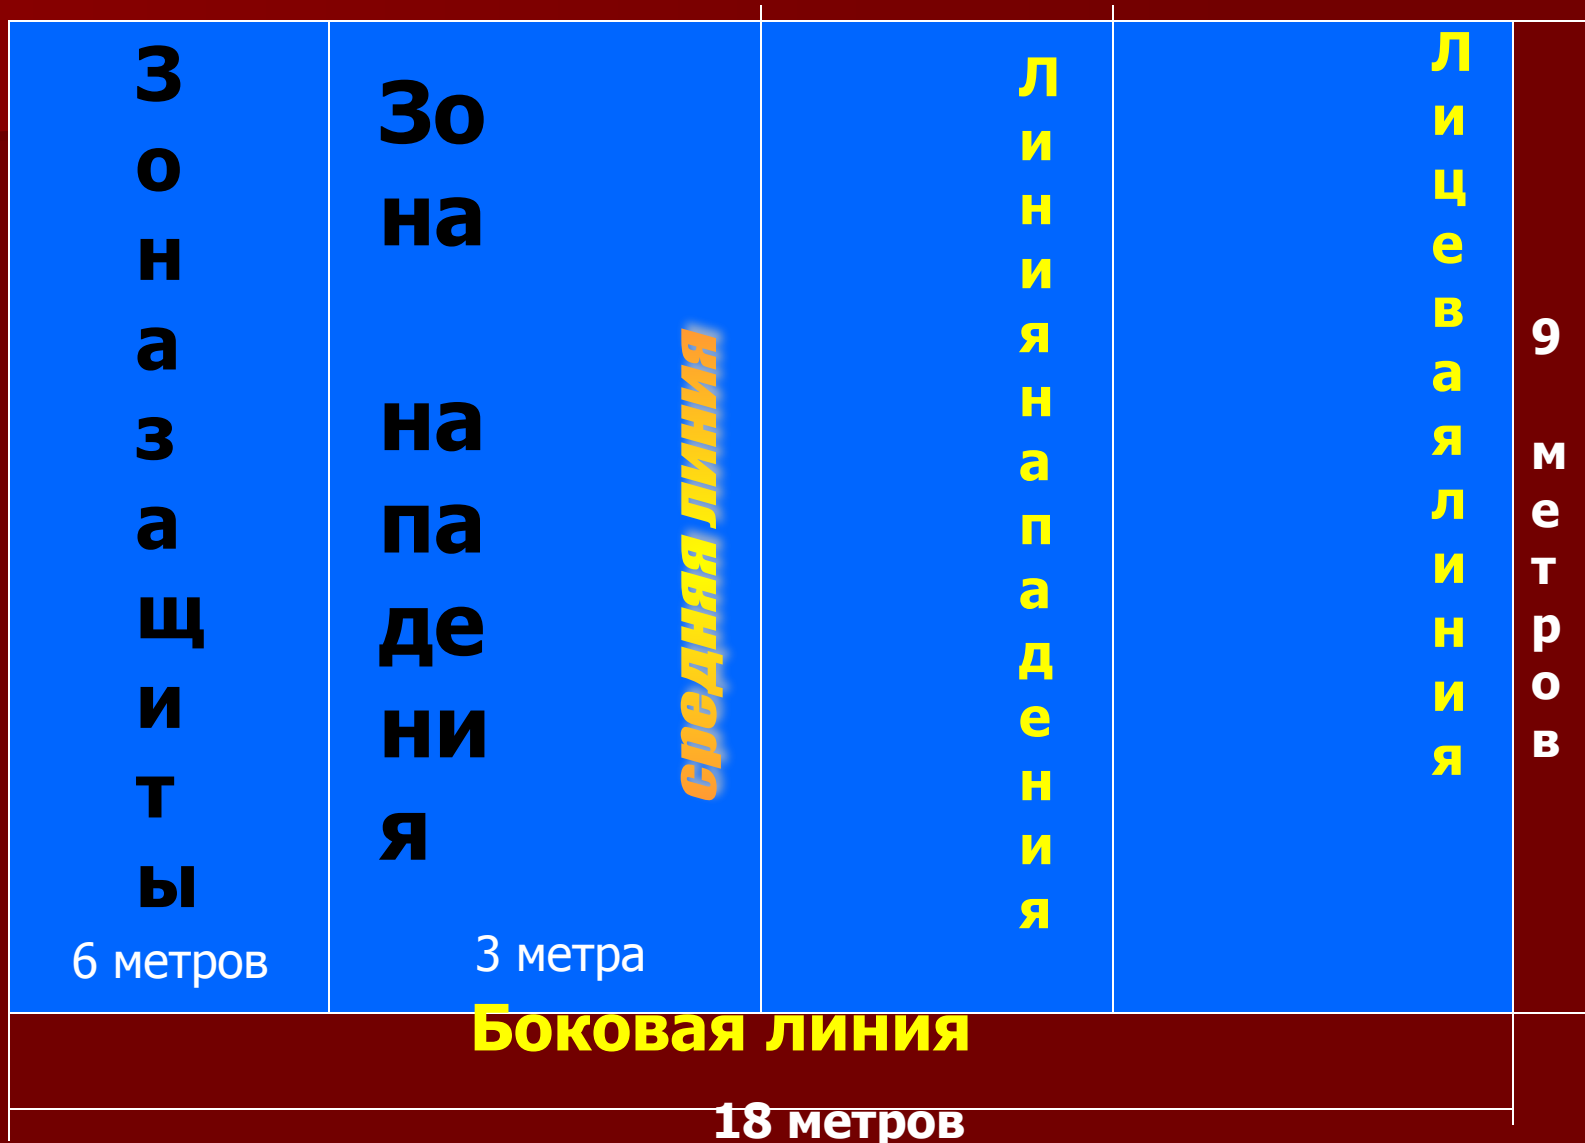 Зона защиты
6 метров
Зона нападения
3 метра
средняя линия
Линия нападения
Лицевая линия
9 метров
Боковая линия
18 метров